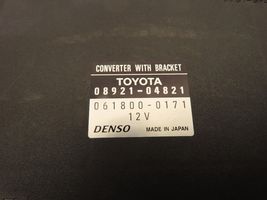 CONVERTER WITH BRACKET
TOYOTA
08921-04821
061800-0171
12V
DENSO MADE IN JAPAN